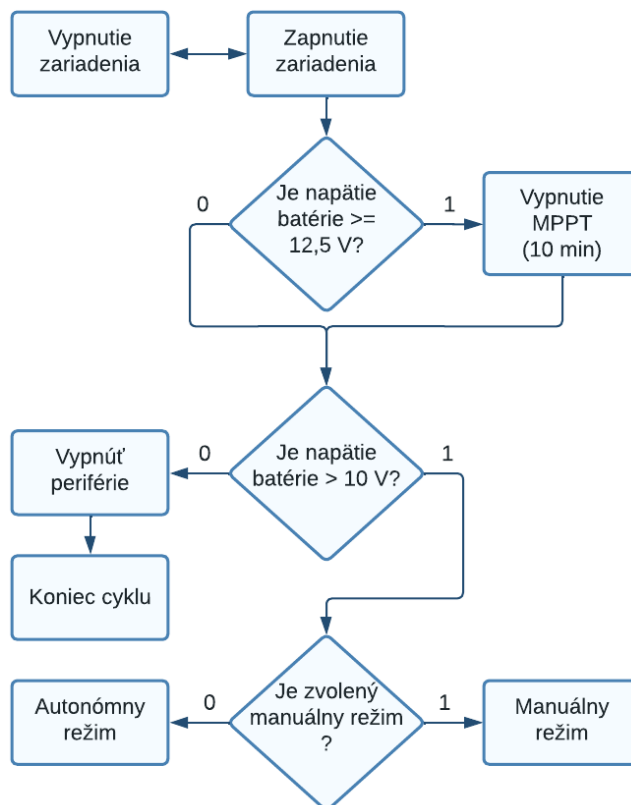 Vypnutie
zariadenia
Zapnutie
zariadenia
Je napätie
batérie >=
12,5 V?
0
1
Vypnutie
MPPT
(10 min)
Je napätie
batérie > 10 V?
0
1
Vypnúť
periférie
Koniec cyklu
Je zvolený
manuálny režim
?
0
1
Autonómny
režim
Manuálny
režim